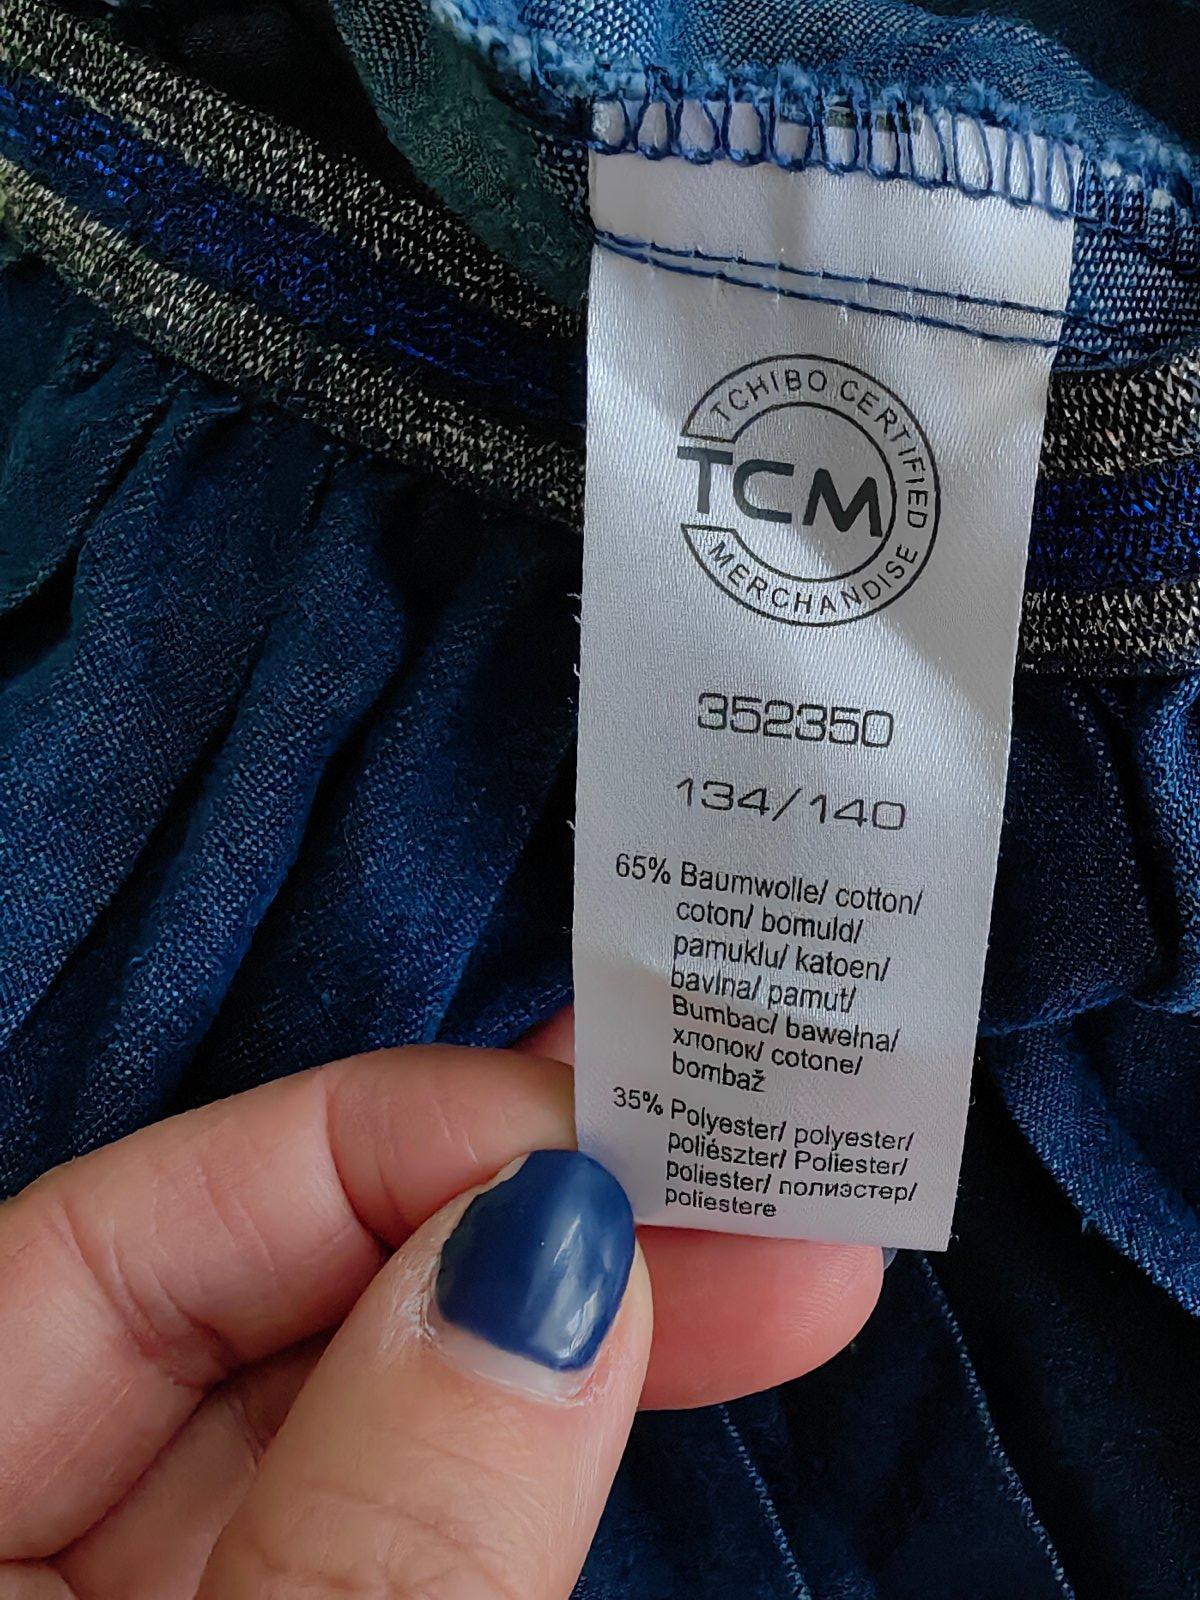 TCHIBO CERTIFIED
TCM
MERCHANDISE
352350
134/140
65% Baumwolle/ cotton/
coton/ bomuld/
pamuklu/ katoen/
bavlna/ pamut/
Bumbac/ bawełna/
хлопок/ cotone/
bombaž
35% Polyester/ polyester/
poliészter/ Poliester/
poliester/ полиэстер/
poliestere